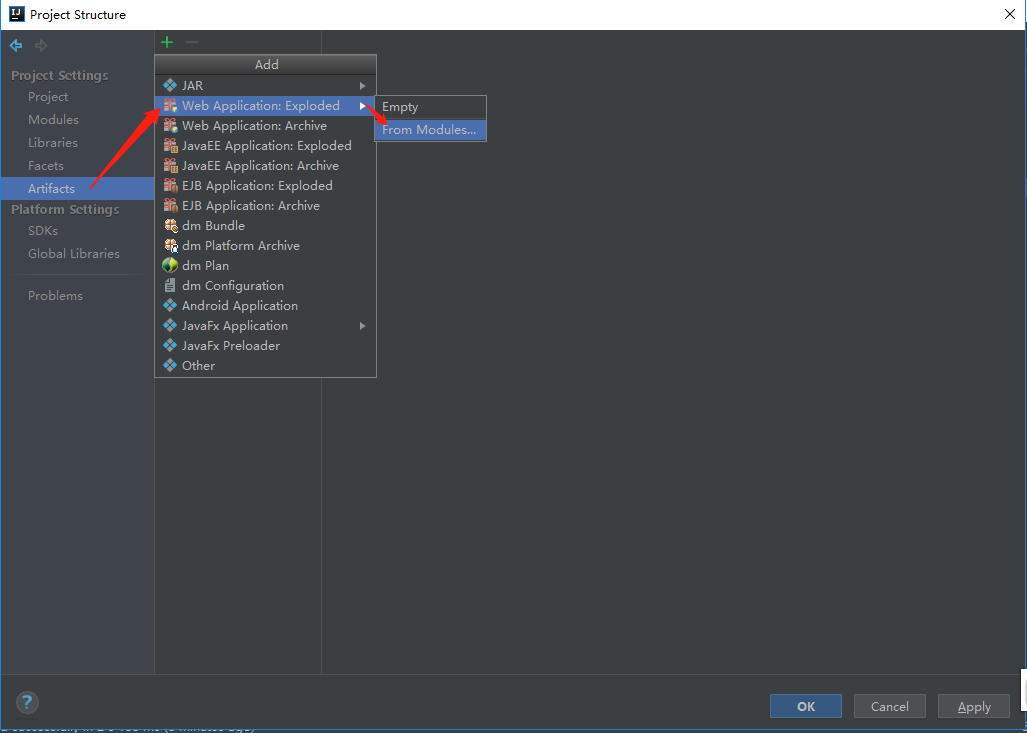 Project Structure
Project Settings
Project
Modules
Libraries
Facets
Artifacts
Platform Settings
SDKs
Global Libraries
Problems
Add
JAR
Web Application: Exploded
Web Application: Archive
JavaEE Application: Exploded
JavaEE Application: Archive
EJB Application: Exploded
EJB Application: Archive
dm Bundle
dm Platform Archive
dm Plan
dm Configuration
Android Application
JavaFx Application
JavaFx Preloader
Other
Empty
From Modules...
?
OK
Cancel
Apply